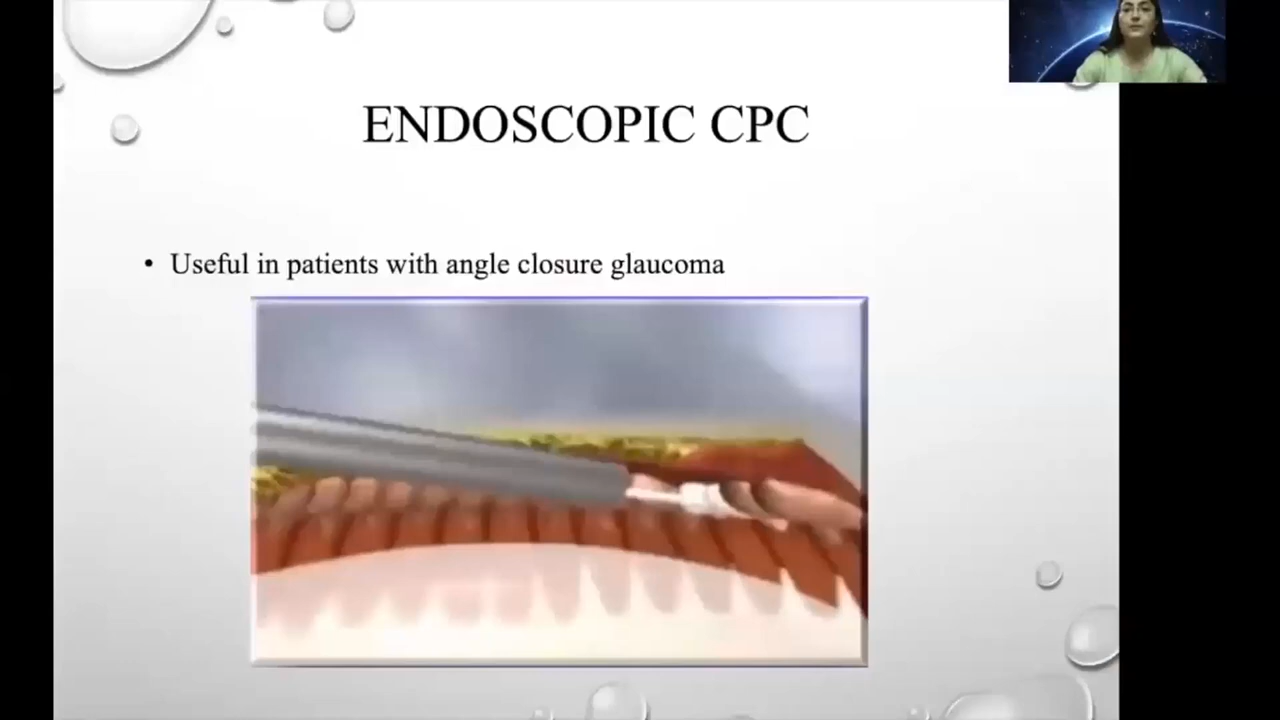 ENDOSCOPIC CPC
• Useful in patients with angle closure glaucoma